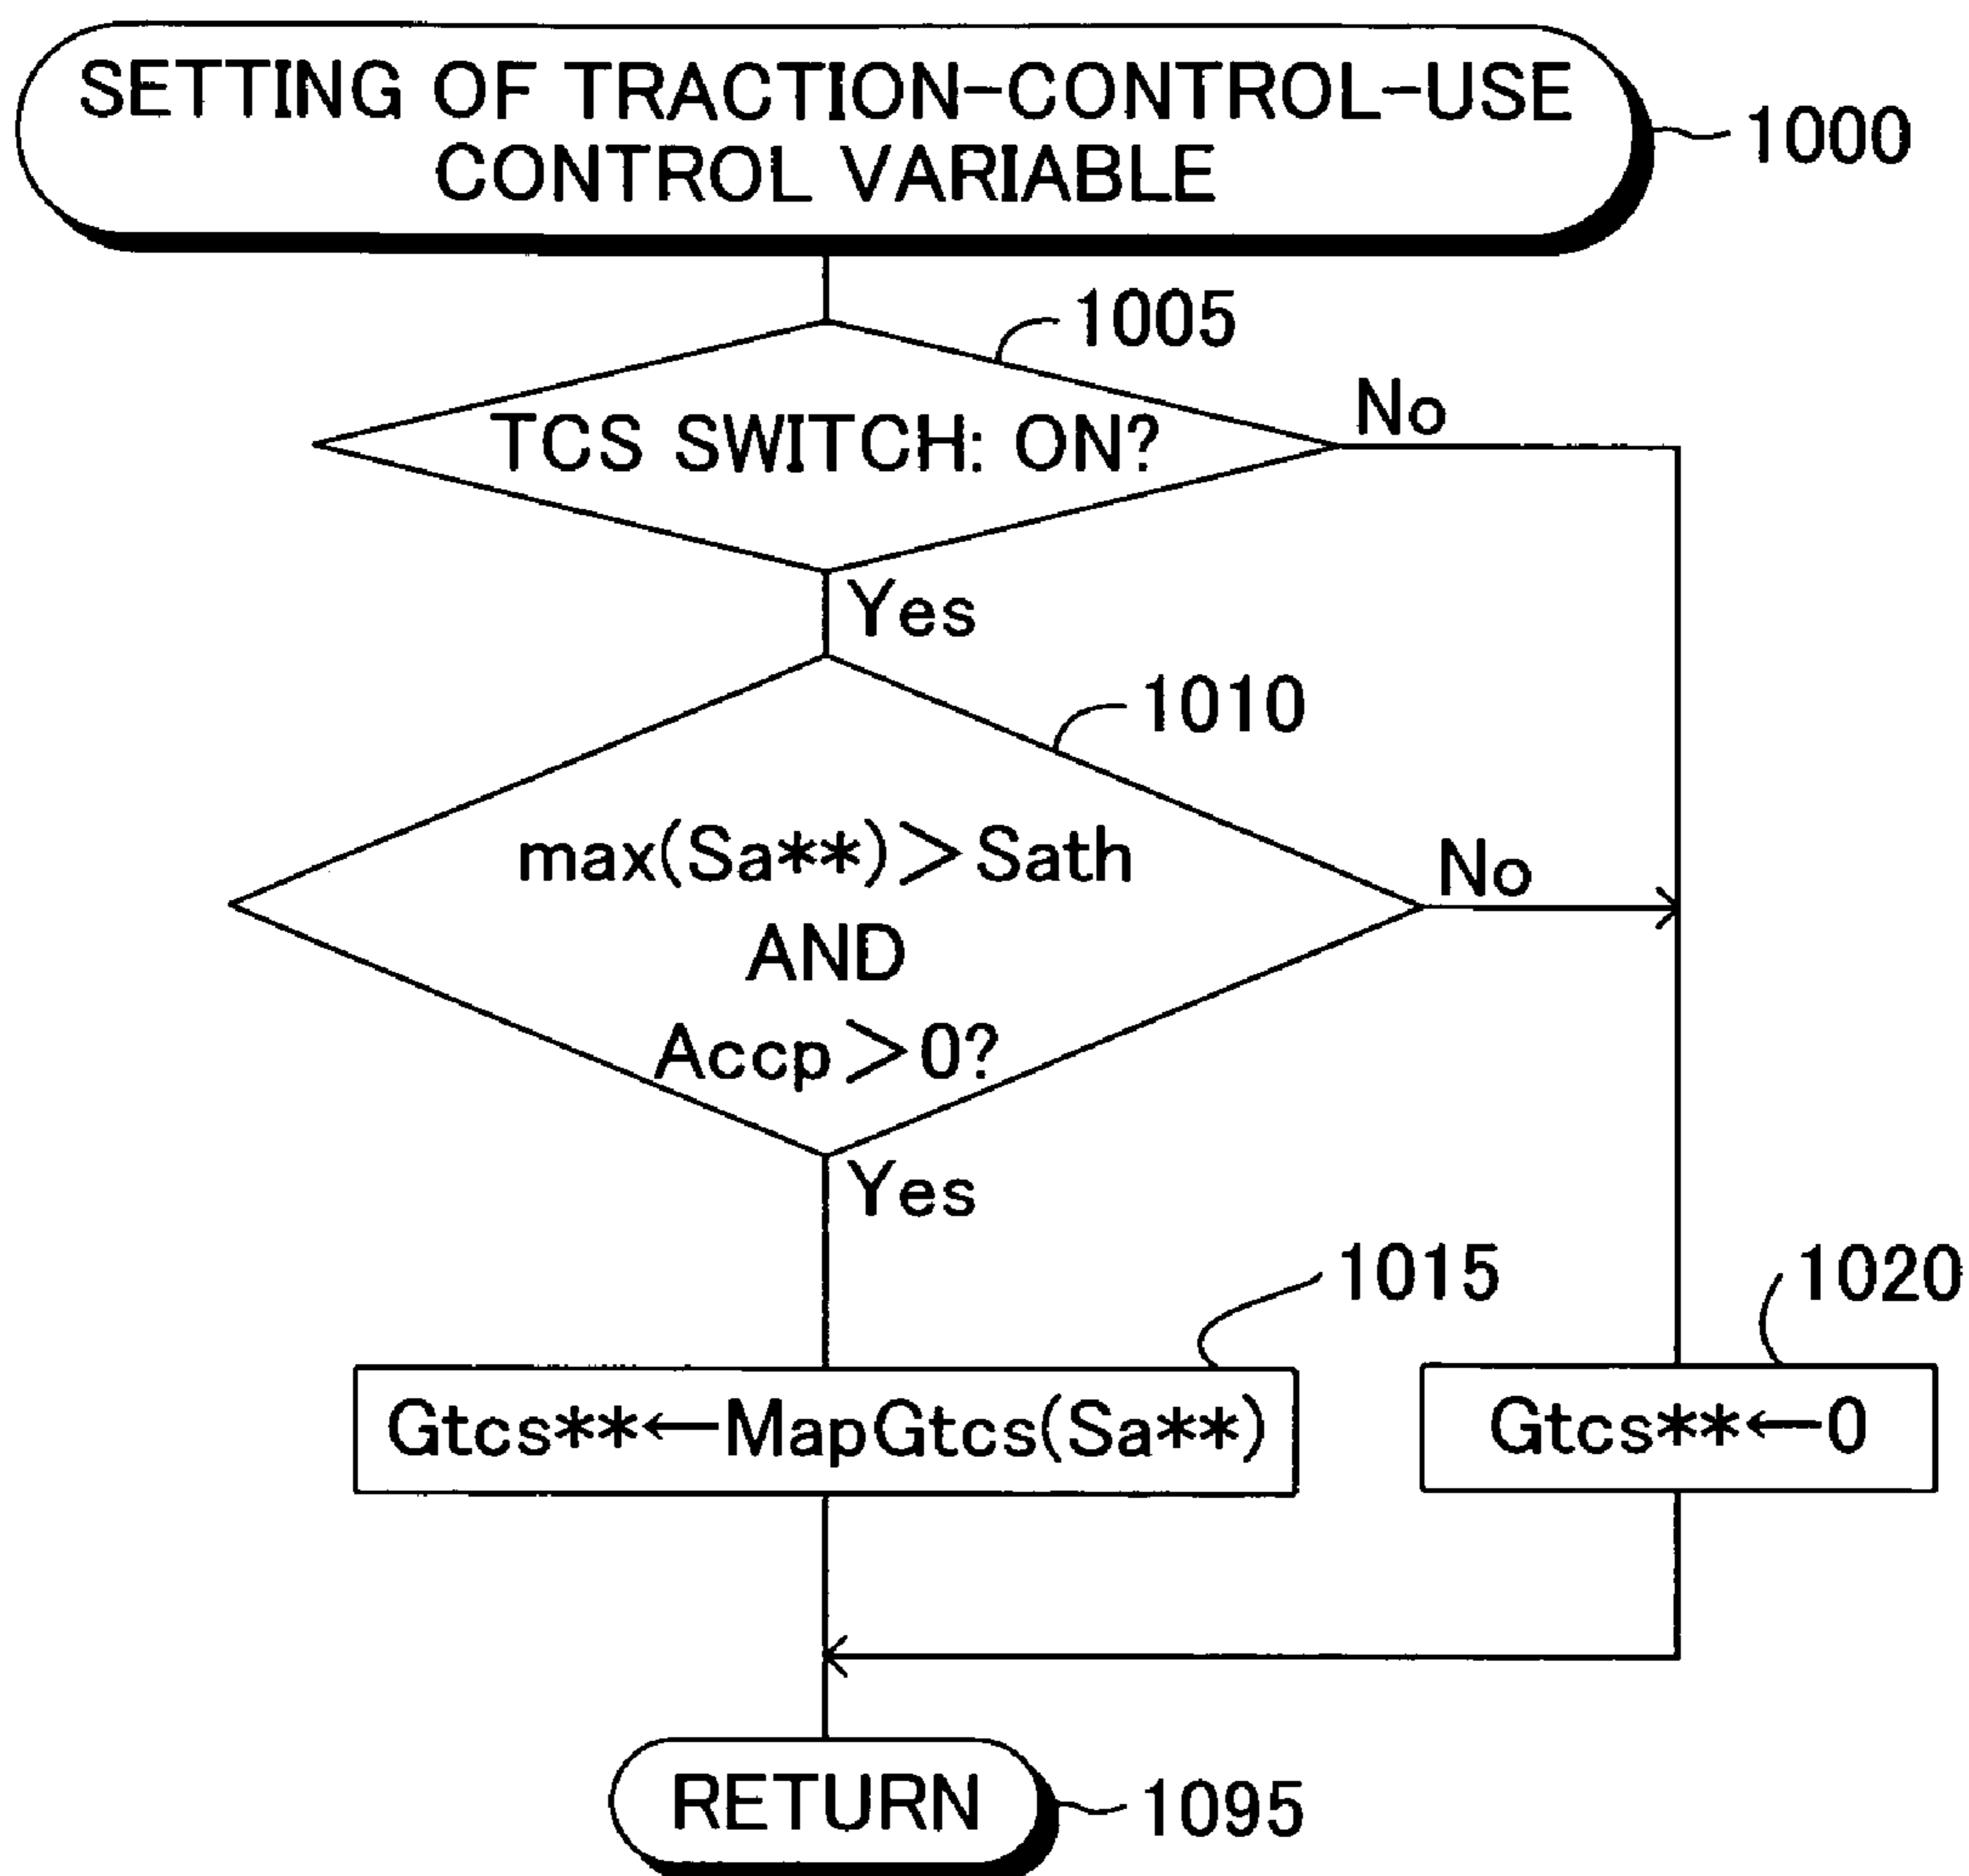 SETTING OF TRACTION-CONTROL-USE
CONTROL VARIABLE
1000
1005
TCS SWITCH: ON?
No
Yes
1010
max(Sa**)>Sath
AND
Accp>0?
No
Yes
1015
1020
Gtcs**←MapGtcs(Sa**)
Gtcs**←0
RETURN
1095